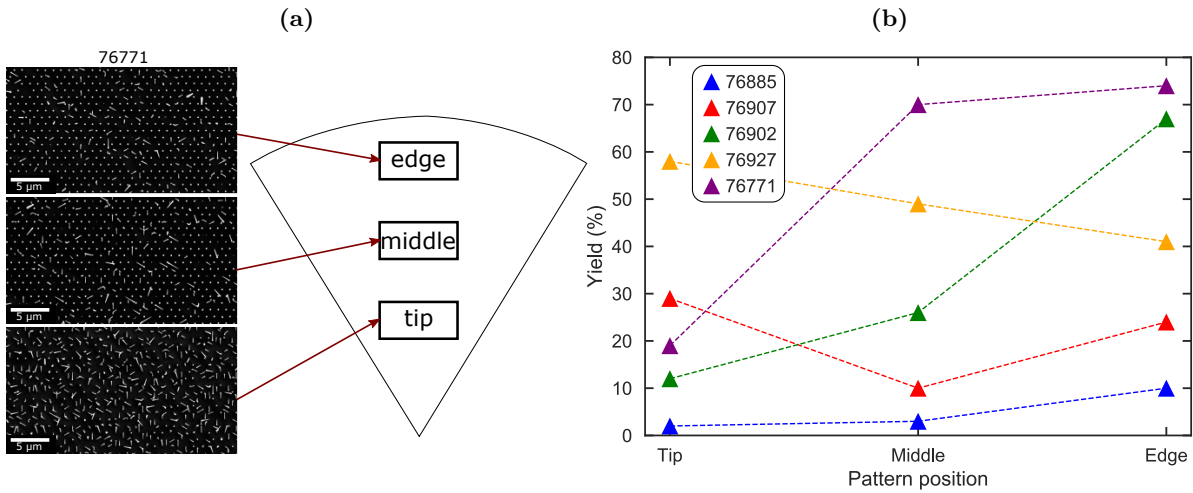 (a)
76771
5 µm
5 µm
5 µm
edge
middle
tip
(b)
80
70
60
50
40
30
20
10
0
Yield (%)
76885
76907
76902
76927
76771
Tip
Middle
Edge
Pattern position